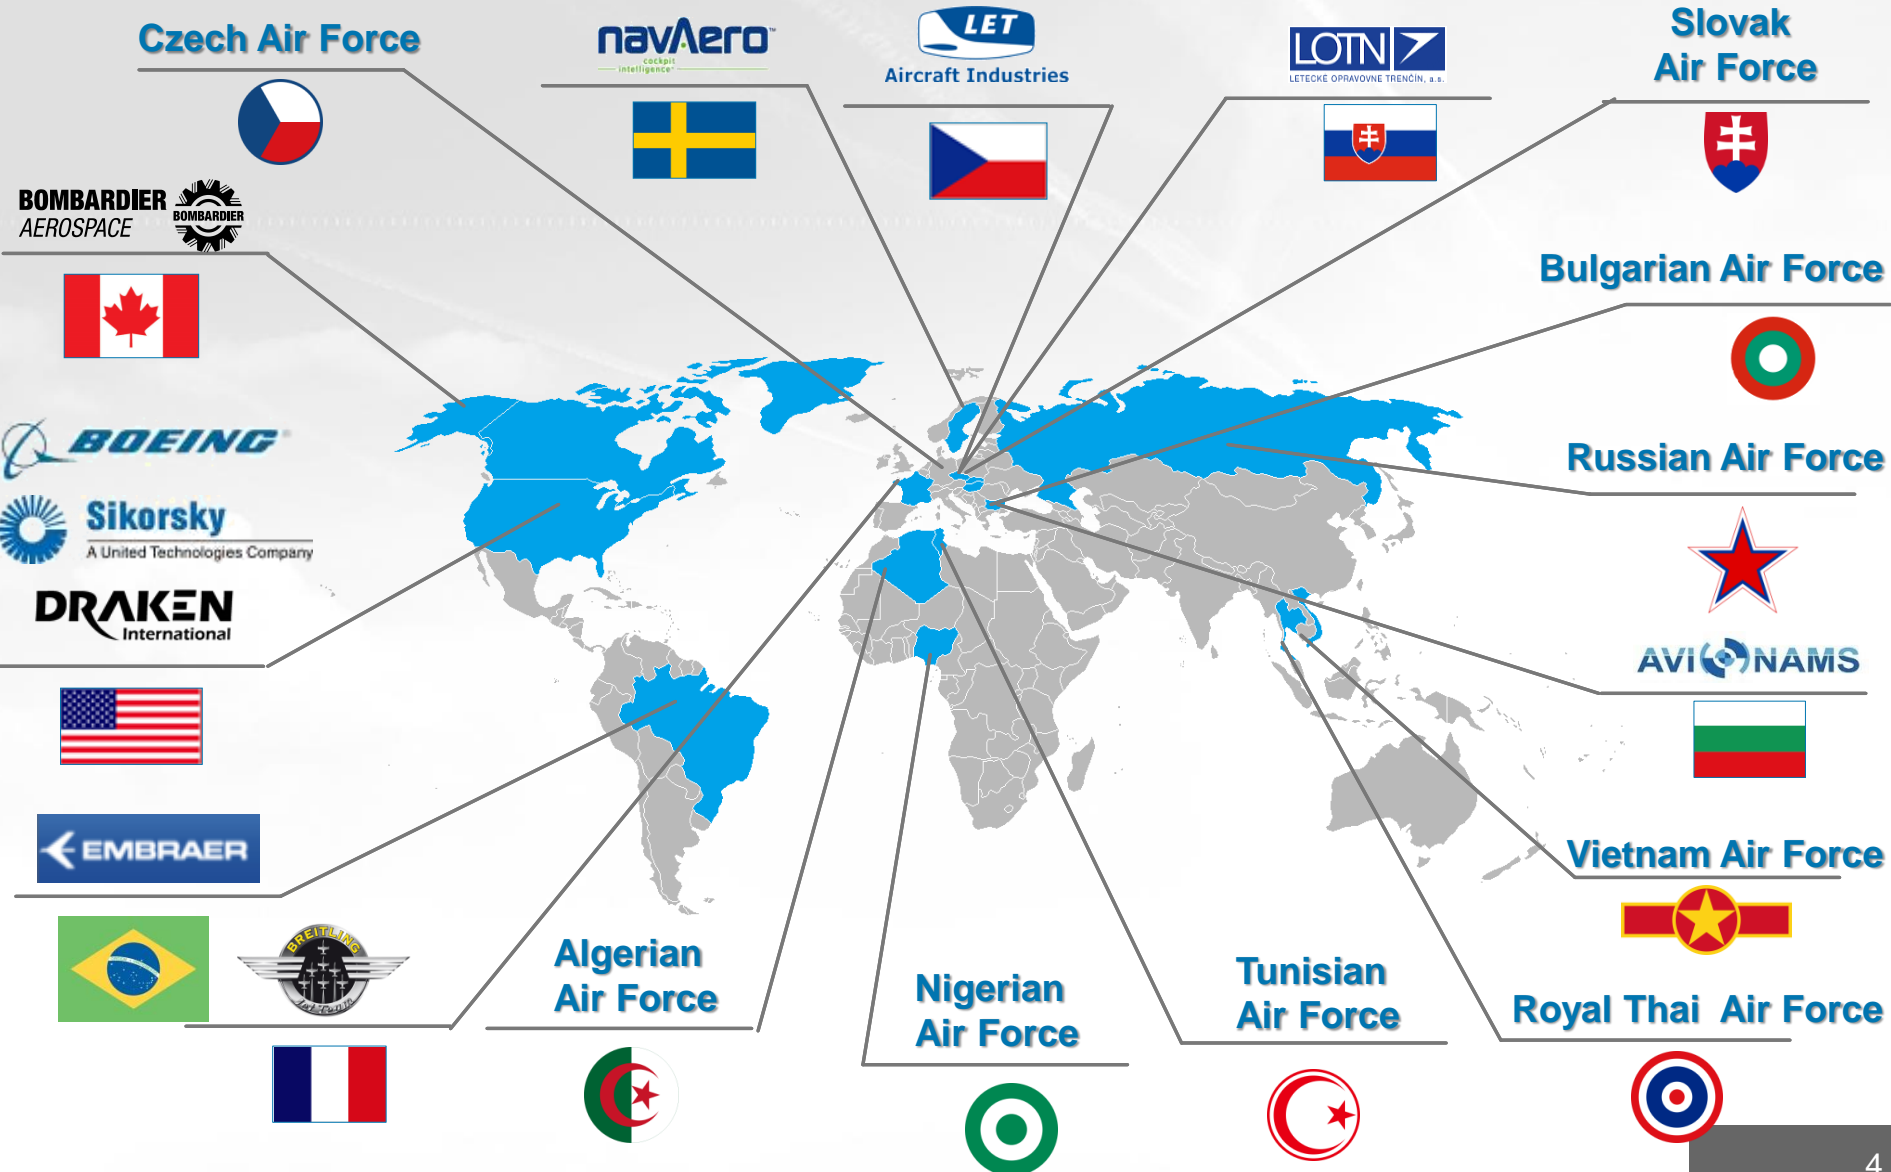 Czech Air Force
navAero™
cockpit
intelligence
LET
Aircraft Industries
LOTN
LETECKÉ OPRAVOVNE TRENČÍN, a.s.
Slovak
Air Force
BOMBARDIER
AEROSPACE
BOMBARDIER
Bulgarian Air Force
BOEING
Russian Air Force
Sikorsky
A United Technologies Company
DRAKEN
International
AVIONAMS
EMBRAER
Vietnam Air Force
BREITLING
Jet Team
Algerian
Air Force
Nigerian
Air Force
Tunisian
Air Force
Royal Thai Air Force
4